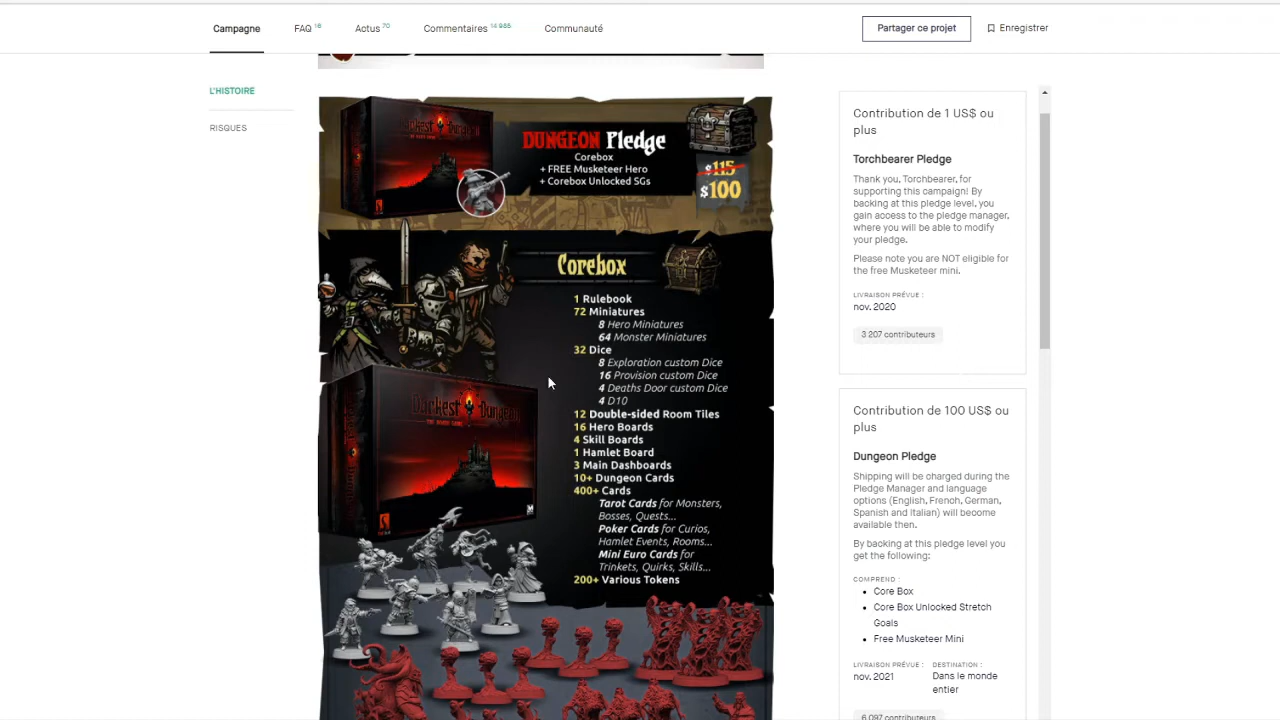 Campagne
FAQ 16
Actus 70
Commentaires 14 985
Communauté
Partager ce projet
Enregistrer
L'HISTOIRE
RISQUES
DUNGEON Pledge
Corebox
+ FREE Musketeer Hero
+ Corebox Unlocked SGs
$115
$100
Corebox
1 Rulebook
72 Miniatures
8 Hero Miniatures
64 Monster Miniatures
32 Dice
8 Exploration custom Dice
16 Provision custom Dice
4 Deaths Door custom Dice
4 D10
12 Double-sided Room Tiles
16 Hero Boards
4 Skill Boards
1 Hamlet Board
3 Main Dashboards
10+ Dungeon Cards
400+ Cards
Tarot Cards for Monsters,
Bosses, Quests...
Poker Cards for Curios,
Hamlet Events, Rooms...
Mini Euro Cards for
Trinkets, Quirks, Skills...
200+ Various Tokens
Darkest Dungeon
THE BOARD GAME
Contribution de 1 US$ ou
plus
Torchbearer Pledge
Thank you, Torchbearer, for
supporting this campaign! By
backing at this pledge level, you
gain access to the pledge manager,
where you will be able to modify
your pledge.
Please note you are NOT eligible for
the free Musketeer mini.
LIVRAISON PRÉVUE :
nov. 2020
3 207 contributeurs
Contribution de 100 US$ ou
plus
Dungeon Pledge
Shipping will be charged during the
Pledge Manager and language
options (English, French, German,
Spanish and Italian) will become
available then.
By backing at this pledge level you
get the following:
COMPREND :
• Core Box
• Core Box Unlocked Stretch
Goals
• Free Musketeer Mini
LIVRAISON PRÉVUE :
nov. 2021
DESTINATION :
Dans le monde
entier
6 097 contributeurs